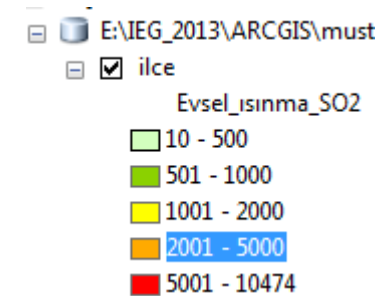 E:\IEG_2013\ARCGIS\must
ilce
Evsel_ısınma_SO2
10 - 500
501 - 1000
1001 - 2000
2001 - 5000
5001 - 10474